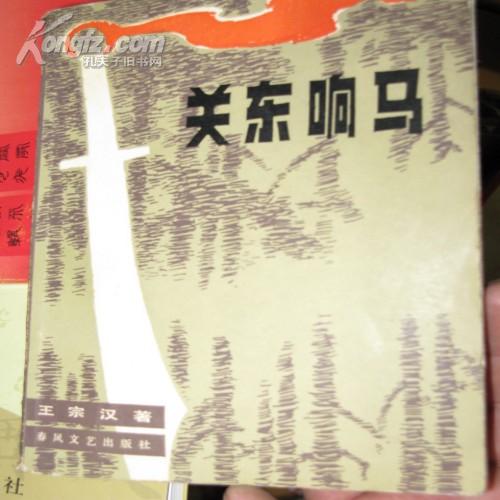 Kongfz.com
孔夫子旧书网
关东响马
王宗汉著
春风文艺出版社
社